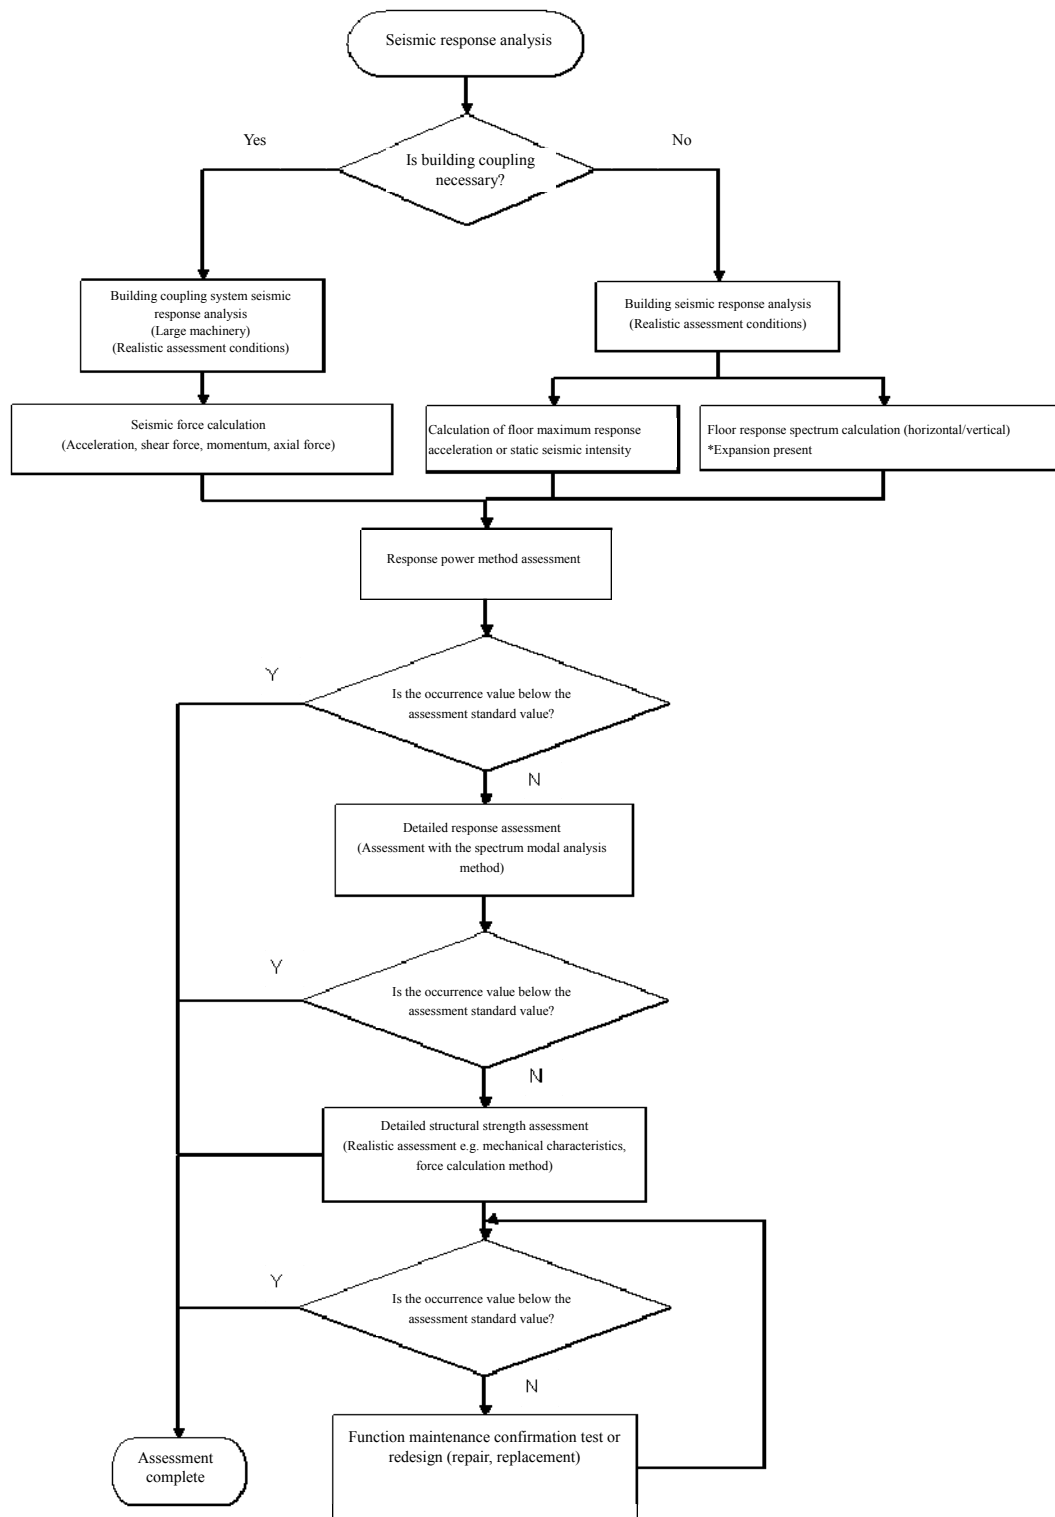 Seismic response analysis
Yes
No
Is building coupling
necessary?
Building coupling system seismic
response analysis
(Large machinery)
(Realistic assessment conditions)
Building seismic response analysis
(Realistic assessment conditions)
Seismic force calculation
(Acceleration, shear force, momentum, axial force)
Calculation of floor maximum response
acceleration or static seismic intensity
Floor response spectrum calculation (horizontal/vertical)
*Expansion present
Response power method assessment
Y
Is the occurrence value below the
assessment standard value?
N
Detailed response assessment
(Assessment with the spectrum modal analysis
method)
Y
Is the occurrence value below the
assessment standard value?
N
Detailed structural strength assessment
(Realistic assessment e.g. mechanical characteristics,
force calculation method)
Y
Is the occurrence value below the
assessment standard value?
N
Function maintenance confirmation test or
redesign (repair, replacement)
Assessment
complete